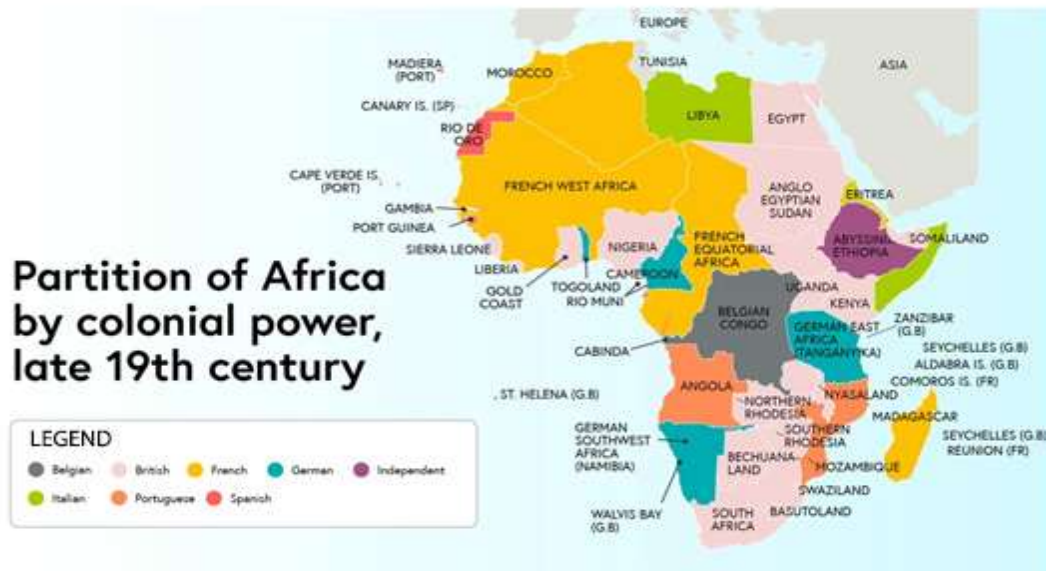 EUROPE
MADIERA
(PORT)
MOROCCO
TUNISIA
ASIA
CANARY IS. (SP)
RIO DE
ORO
LIBYA
EGYPT
CAPE VERDE IS.
(PORT)
FRENCH WEST AFRICA
ANGLO
EGYPTIAN
SUDAN
ERITREA
GAMBIA
PORT GUINEA
SIERRA LEONE
LIBERIA
NIGERIA
FRENCH
EQUATORIAL
AFRICA
ABYSSINIA
ETHIOPIA
SOMALILAND
Partition of Africa
by colonial power,
late 19th century
GOLD
COAST
TOGOLAND
RIO MUNI
CAMEROON
UGANDA
KENYA
BELGIAN
CONGO
CABINDA
GERMAN EAST
AFRICA
(TANGANYIKA)
ZANZIBAR
(G.B)
SEYCHELLES (G.B)
ALDABRA IS. (G.B)
COMOROS IS. (FR)
ST. HELENA (G.B)
ANGOLA
NORTHERN
RHODESIA
NYASALAND
MADAGASCAR
GERMAN
SOUTHWEST
AFRICA
(NAMIBIA)
SOUTHERN
RHODESIA
BECHUANA-
LAND
MOZAMBIQUE
SEYCHELLES (G.B)
REUNION (FR)
SWAZILAND
WALVIS BAY
(G.B)
SOUTH
AFRICA
BASUTOLAND
LEGEND
Belgian
British
French
German
Independent
Italian
Portuguese
Spanish